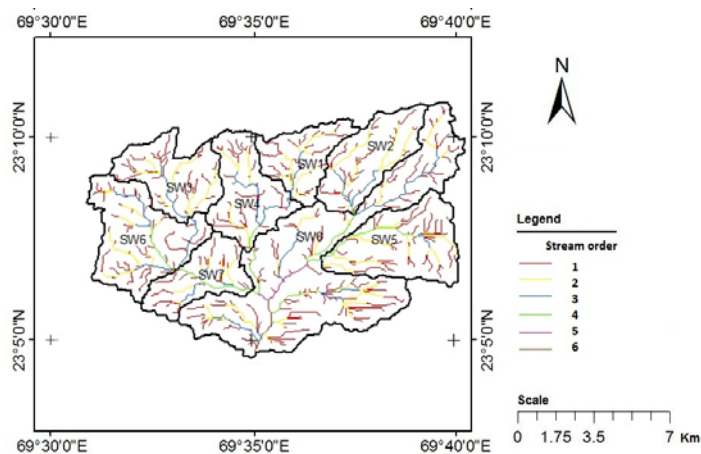 69°30'0"E 69°35'0"E 69°40'0"E
23°10'0"N 23°10'0"N
SW1
SW2
SW3
SW4
SW6 SW8 SW5
SW7
23°5'0"N 23°5'0"N
69°30'0"E 69°35'0"E 69°40'0"E
Legend
Stream order
1
2
3
4
5
6
Scale
0 1.75 3.5 7 Km